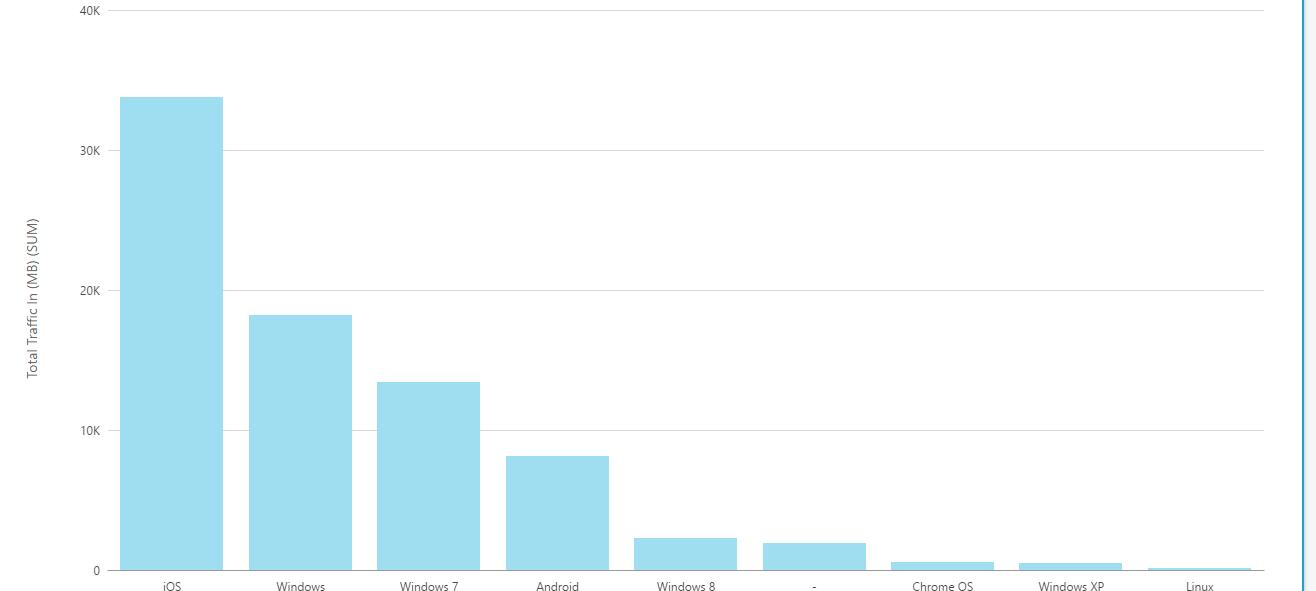 40K
30K
20K
10K
0
Total Traffic In (MB) (SUM)
iOS Windows Windows 7 Android Windows 8 - Chrome OS Windows XP Linux